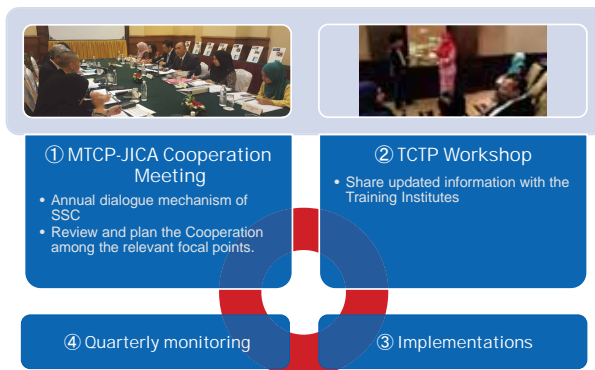 ① MTCP-JICA Cooperation
Meeting
• Annual dialogue mechanism of
SSC
• Review and plan the Cooperation
among the relevant focal points.
② TCTP Workshop
• Share updated information with the
Training Institutes
④ Quarterly monitoring
③ Implementations